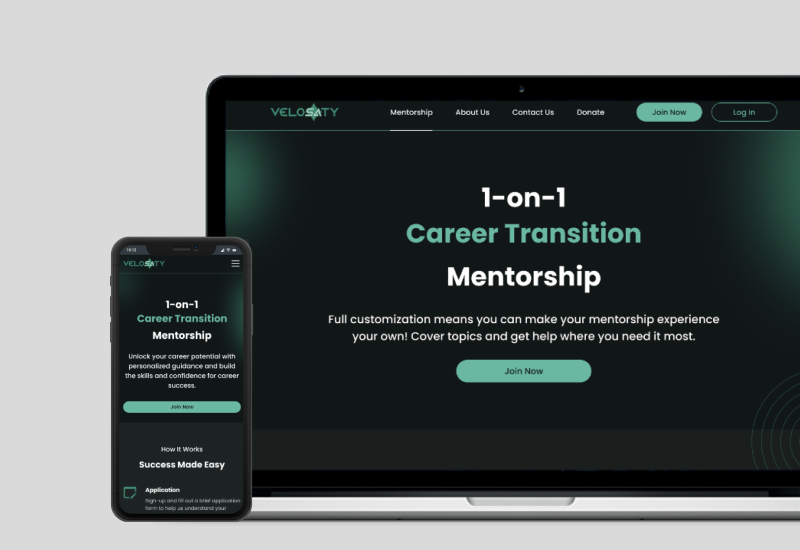 VELOSATY
Mentorship
About Us
Contact Us
Donate
Join Now
Log In
1-on-1
Career Transition
Mentorship
Full customization means you can make your mentorship experience
your own! Cover topics and get help where you need it most.
Join Now
VELOSATY
1-on-1
Career Transition
Mentorship
Unlock your career potential with
personalized guidance and build
the skills and confidence for career
success.
Join Now
How It Works
Success Made Easy
Application
Sign-up and fill out a brief application
form to help us understand your